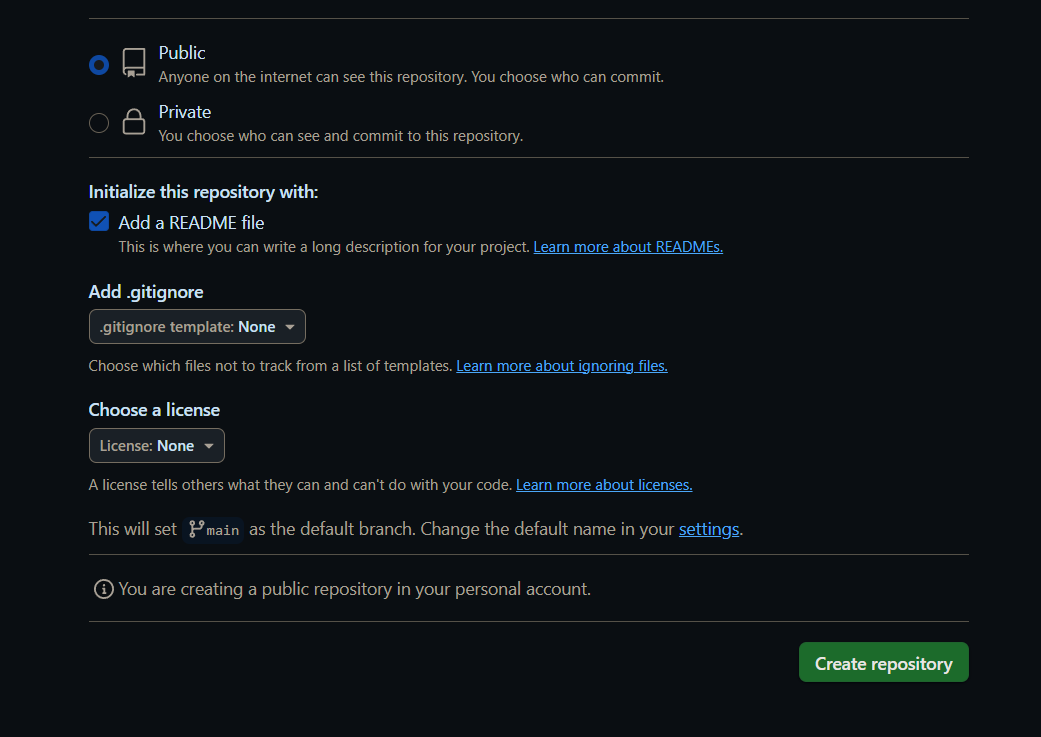 Public
Anyone on the internet can see this repository. You choose who can commit.
Private
You choose who can see and commit to this repository.
Initialize this repository with:
Add a README file
This is where you can write a long description for your project. Learn more about READMEs.
Add .gitignore
.gitignore template: None
Choose which files not to track from a list of templates. Learn more about ignoring files.
Choose a license
License: None
A license tells others what they can and can't do with your code. Learn more about licenses.
This will set main as the default branch. Change the default name in your settings.
You are creating a public repository in your personal account.
Create repository